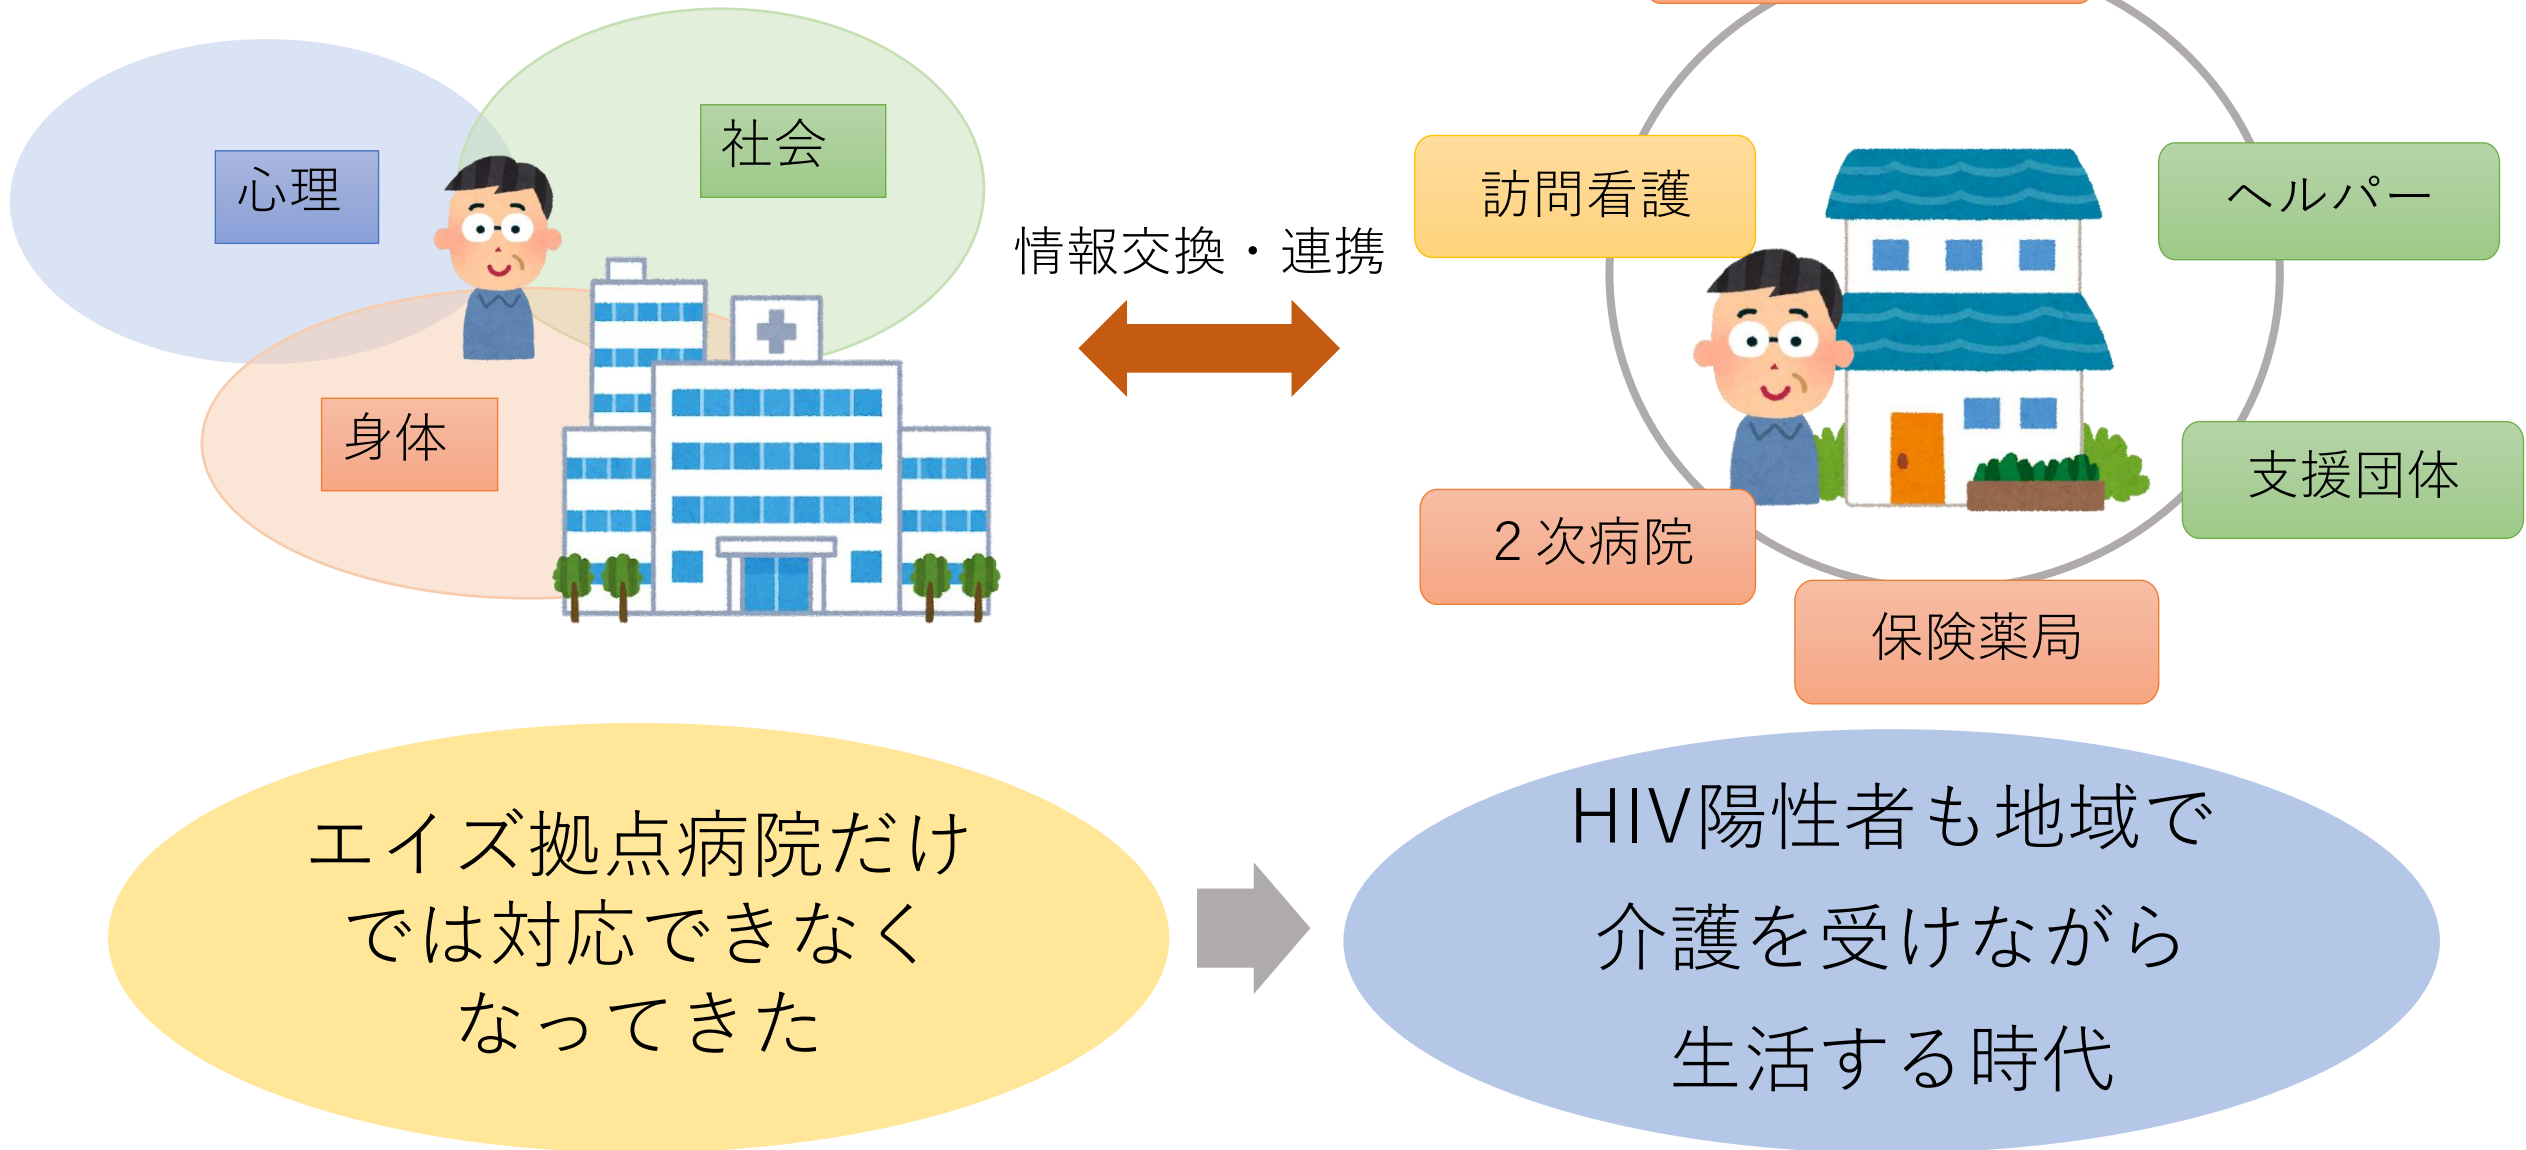 心理
社会
身体
情報交換・連携
訪問看護
ヘルパー
支援団体
２次病院
保険薬局
エイズ拠点病院だけ
では対応できなく
なってきた
HIV陽性者も地域で
介護を受けながら
生活する時代